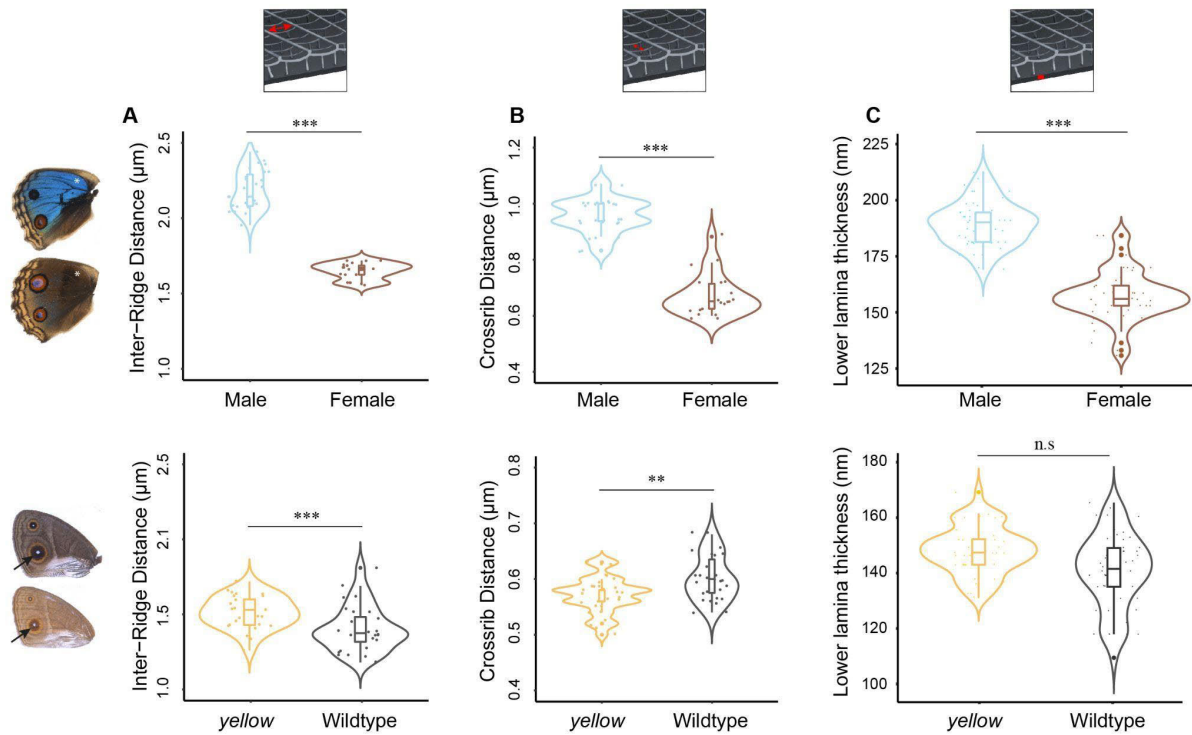 A
B
C
***
***
***
Inter-Ridge Distance (μm)
2.5
2.0
1.5
1.0
Male
Female
Crossrib Distance (μm)
1.2
1.0
0.8
0.6
0.4
Male
Female
Lower lamina thickness (nm)
225
200
175
150
125
Male
Female
***
**
n.s
Inter-Ridge Distance (μm)
2.5
2.1
1.5
1.0
yellow
Wildtype
Crossrib Distance (μm)
0.8
0.7
0.6
0.5
0.4
yellow
Wildtype
Lower lamina thickness (nm)
180
160
140
120
100
yellow
Wildtype
*
*